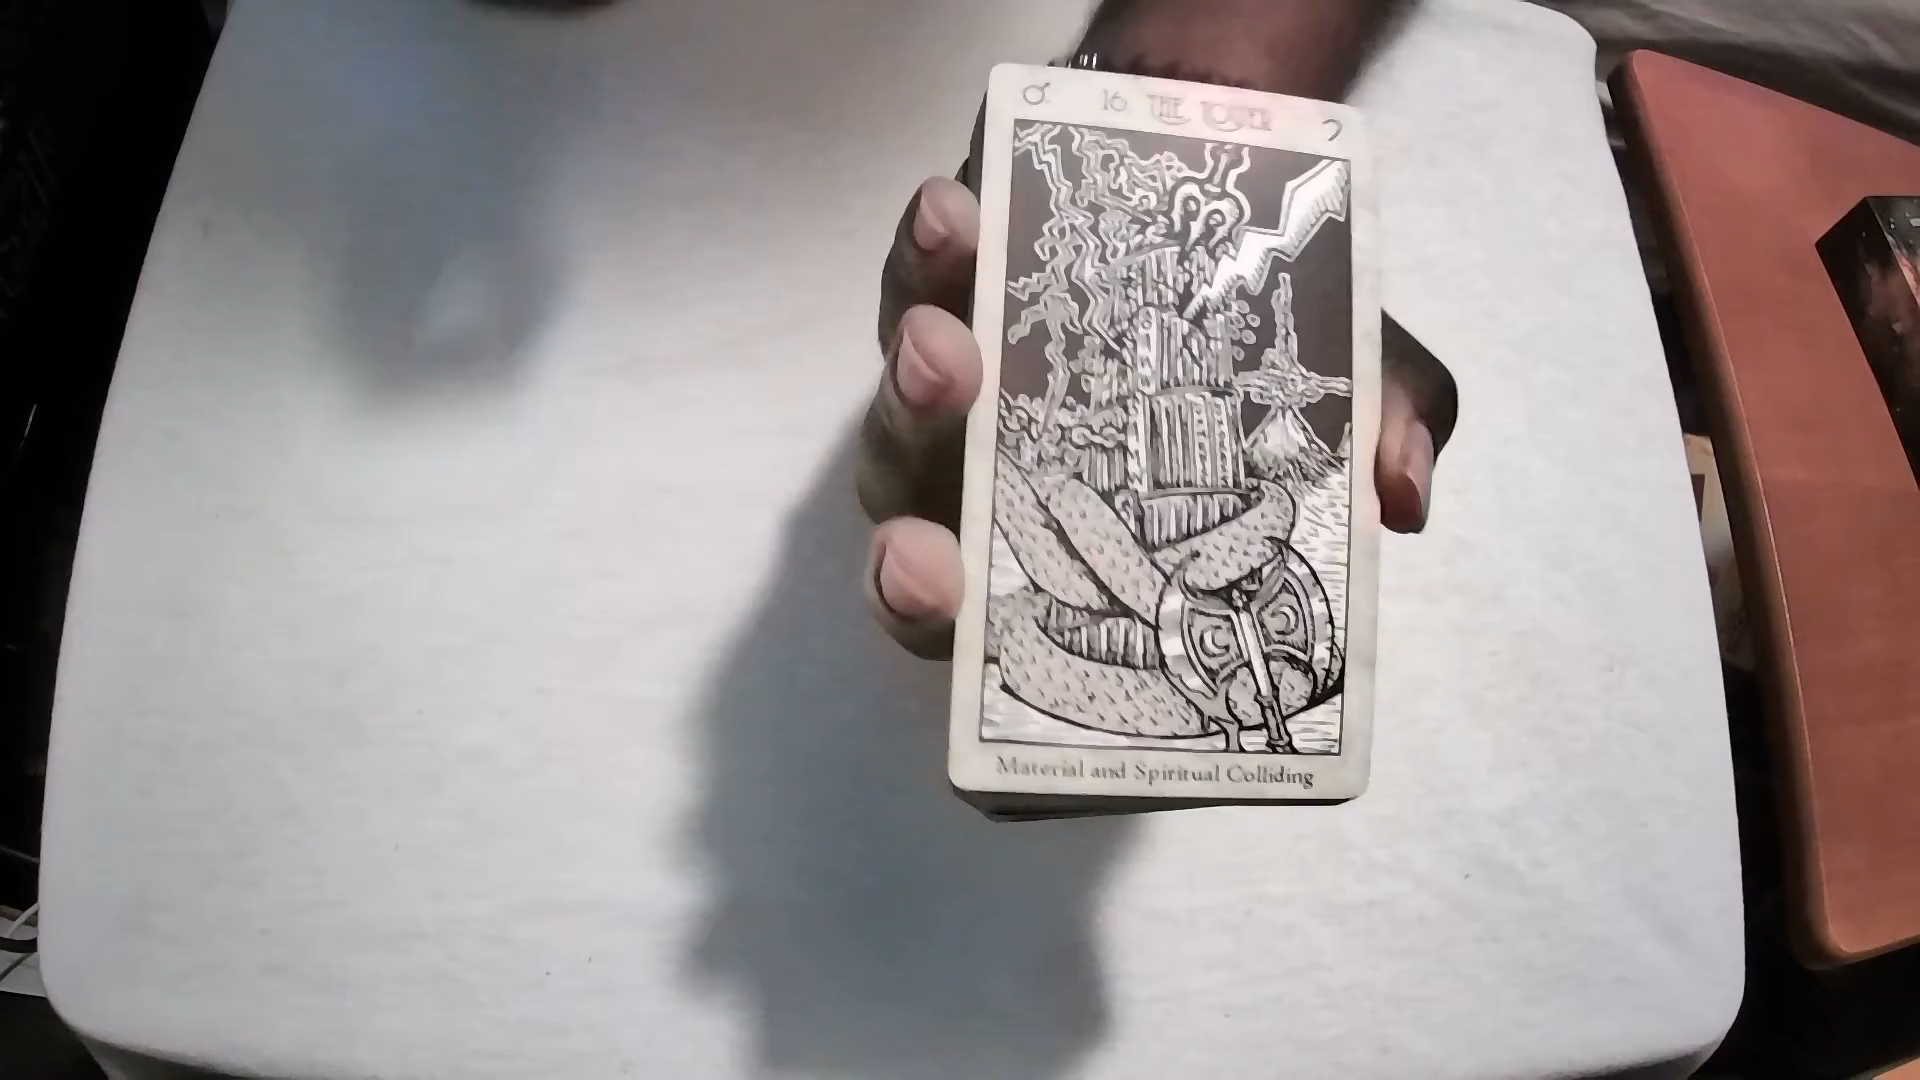 ♂ 16. THE TOWER פ
Material and Spiritual Colliding